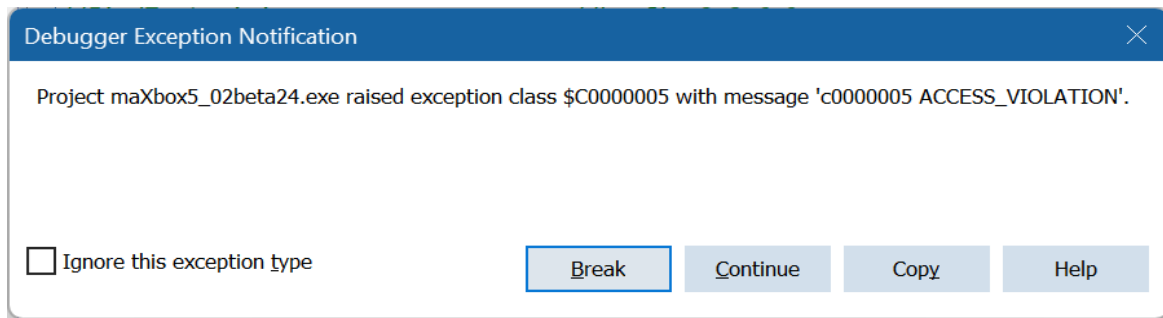 Debugger Exception Notification
Project maXbox5_02beta24.exe raised exception class $C0000005 with message 'c0000005 ACCESS_VIOLATION'.
Ignore this exception type
Break
Continue
Copy
Help